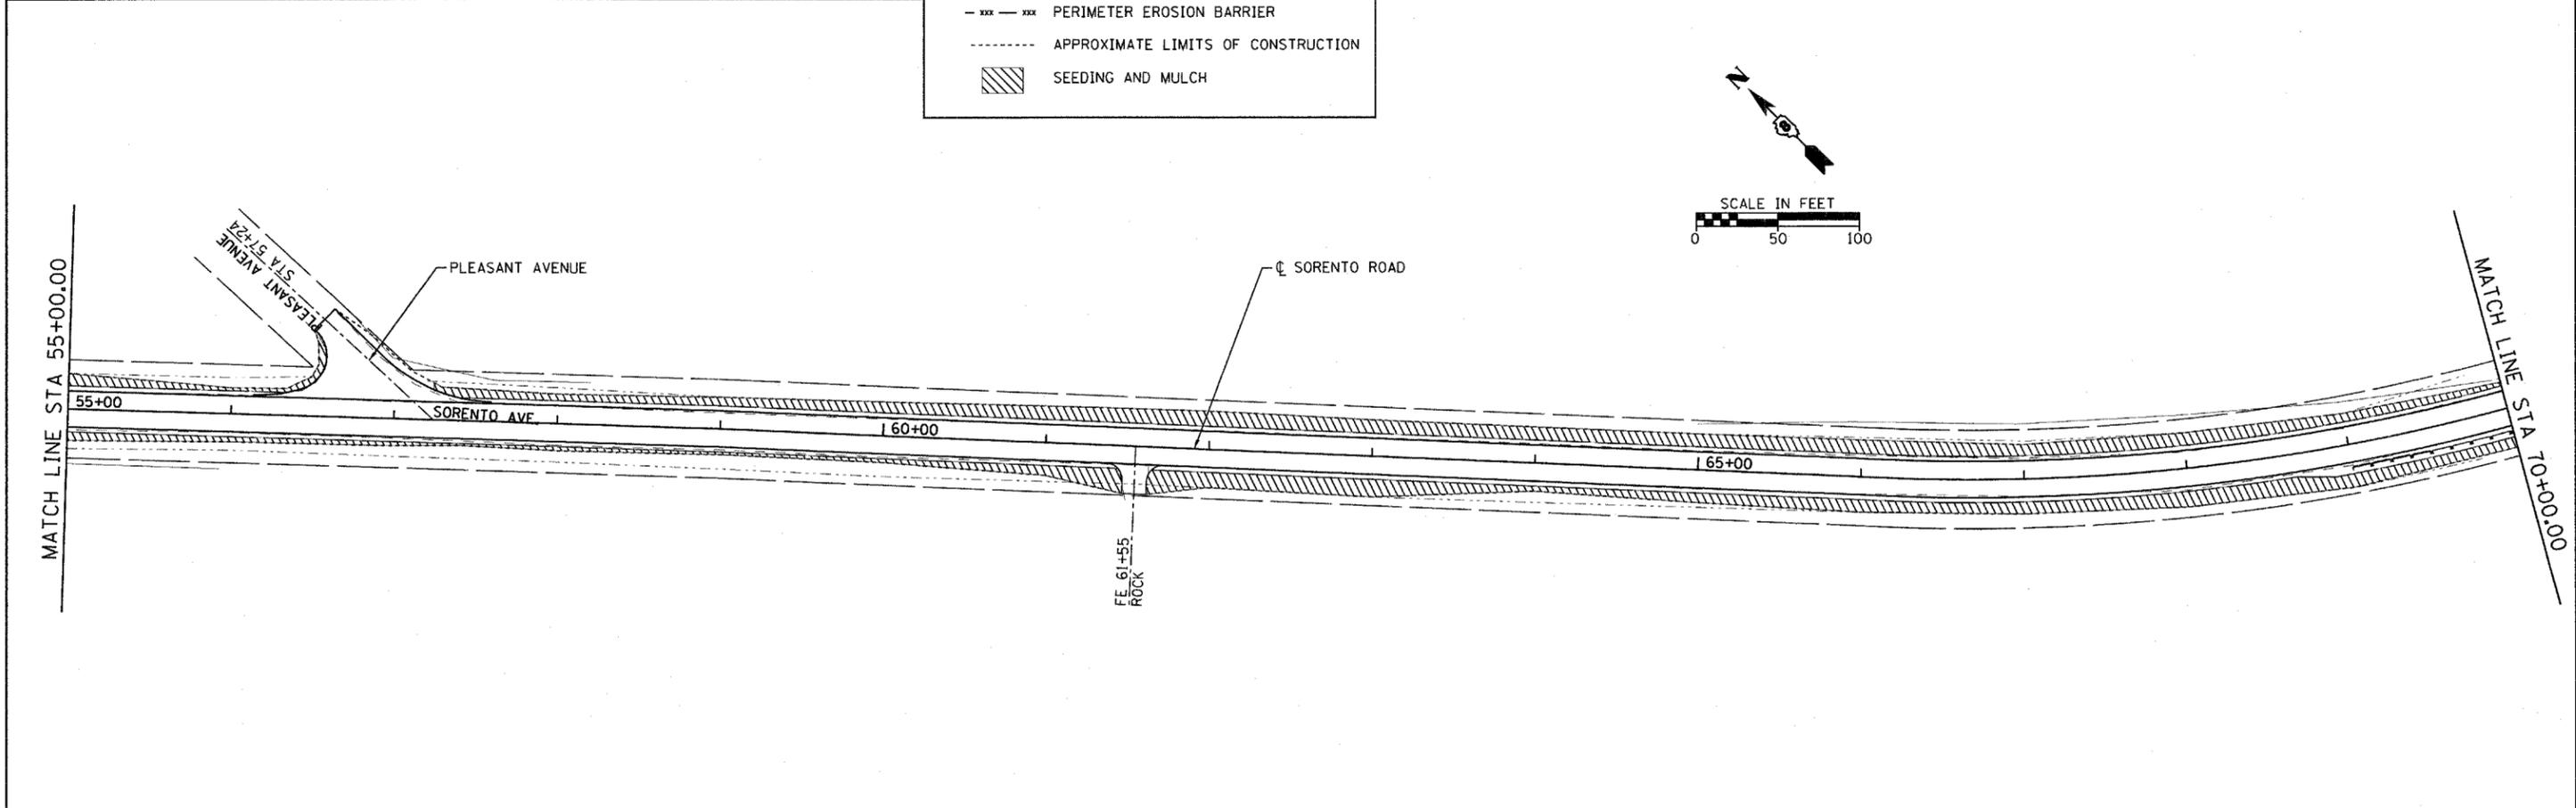 PERIMETER EROSION BARRIER
APPROXIMATE LIMITS OF CONSTRUCTION
SEEDING AND MULCH
N
8
SCALE IN FEET
0 50 100
MATCH LINE STA 55+00.00
PLEASANT AVENUE
STA 57+24
PLEASANT AVENUE
℄ SORENTO ROAD
55+00
SORENTO AVE
60+00
65+00
FE 61+55
ROCK
MATCH LINE STA 70+00.00